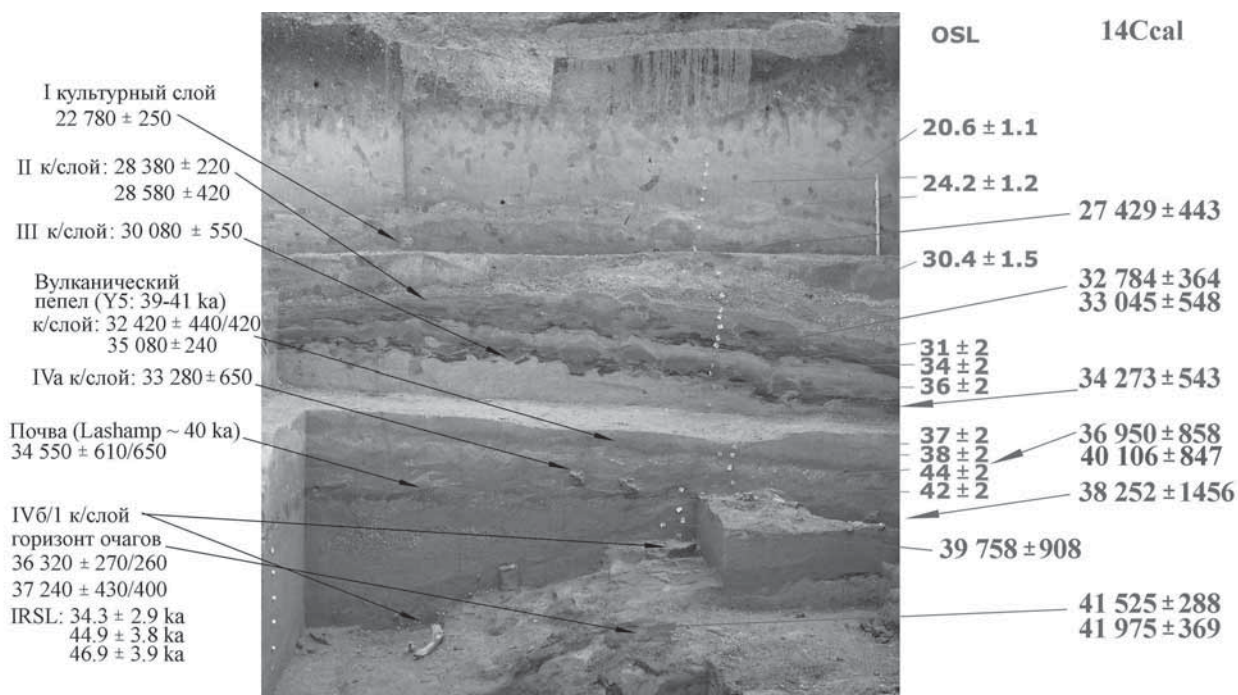 I культурный слой
22 780 ± 250
II к/слой: 28 380 ± 220
28 580 ± 420
III к/слой: 30 080 ± 550
Вулканический
пепел (Y5: 39-41 ka)
к/слой: 32 420 ± 440/420
35 080 ± 240
IVa к/слой: 33 280 ± 650
Почва (Lashamp ~ 40 ka)
34 550 ± 610/650
IVб/1 к/слой
горизонт очагов
36 320 ± 270/260
37 240 ± 430/400
IRSL: 34.3 ± 2.9 ka
44.9 ± 3.8 ka
46.9 ± 3.9 ka
OSL
20.6 ± 1.1
24.2 ± 1.2
30.4 ± 1.5
31 ± 2
34 ± 2
36 ± 2
37 ± 2
38 ± 2
44 ± 2
42 ± 2
14Ccal
27 429 ± 443
32 784 ± 364
33 045 ± 548
34 273 ± 543
36 950 ± 858
40 106 ± 847
38 252 ± 1456
39 758 ± 908
41 525 ± 288
41 975 ± 369